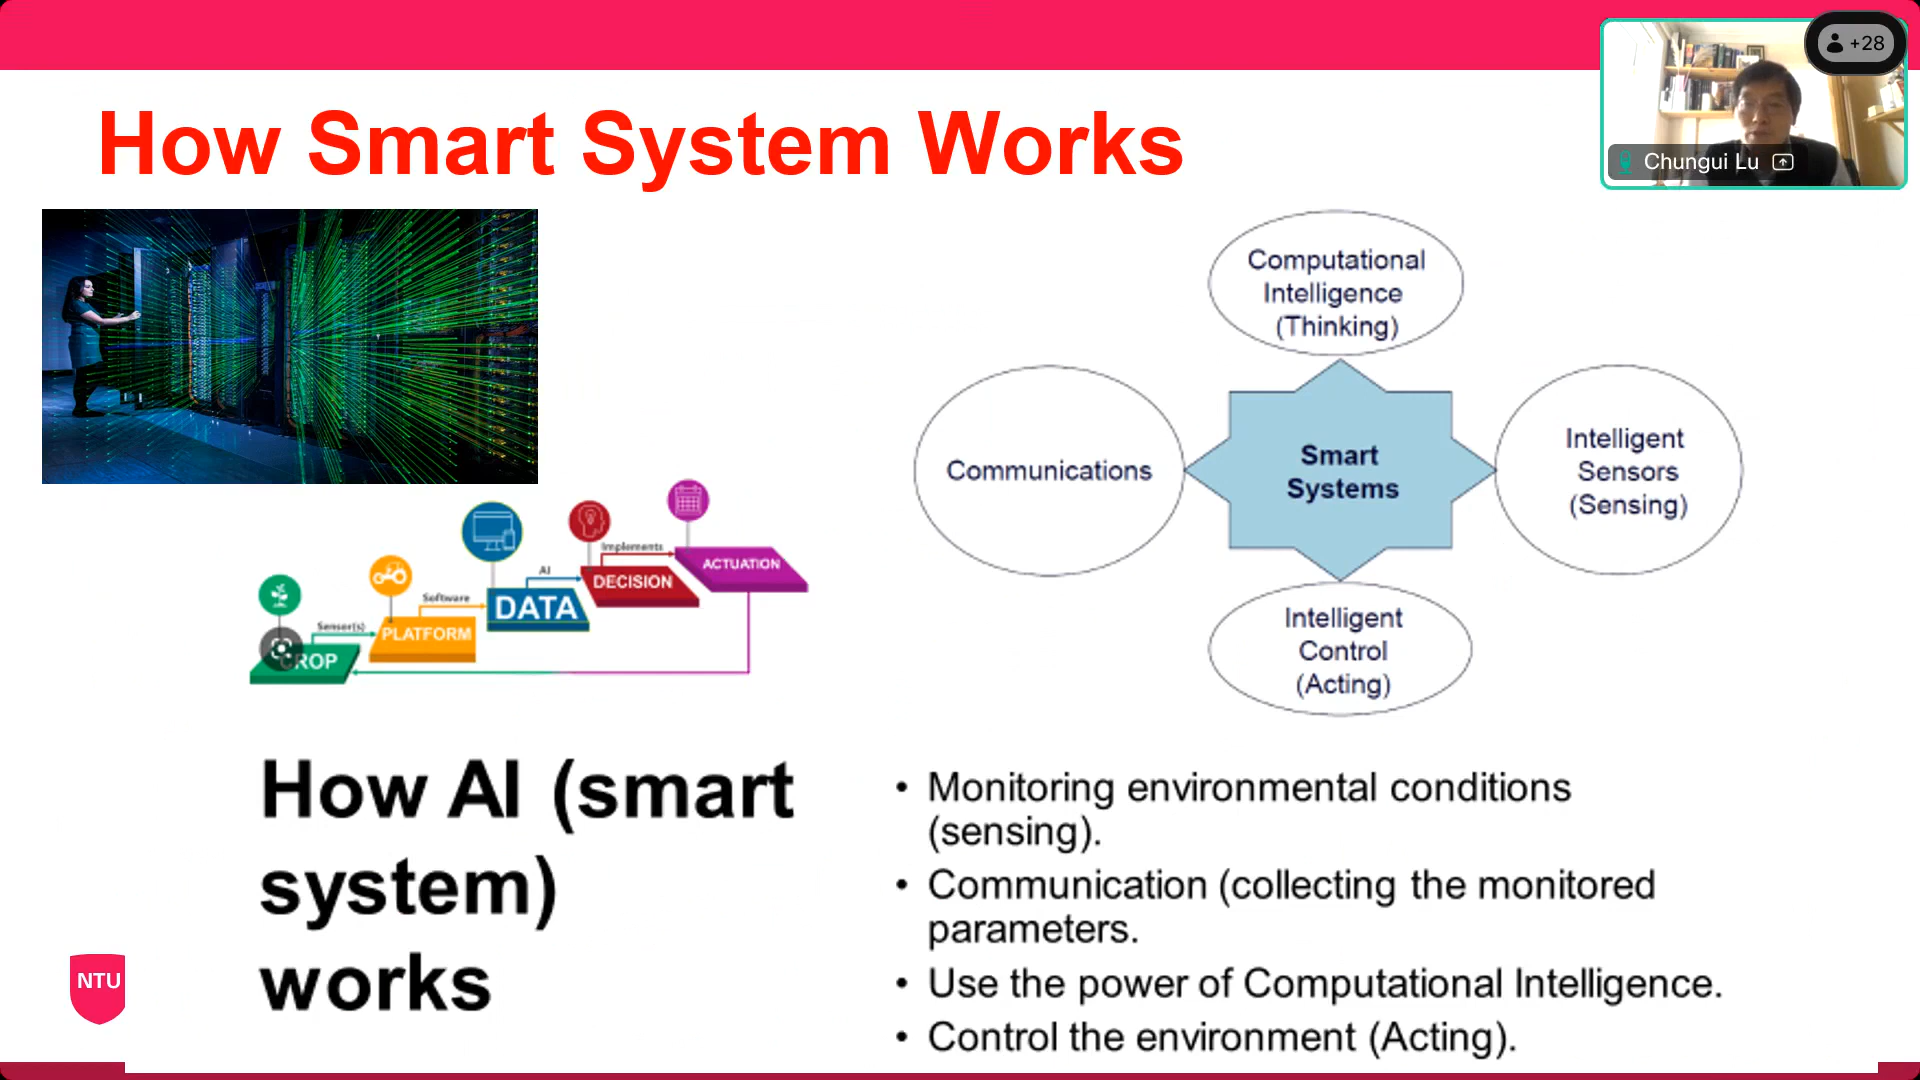 +28
Chungui Lu
How Smart System Works
Computational
Intelligence
(Thinking)
Communications
Smart
Systems
Intelligent
Sensors
(Sensing)
Intelligent
Control
(Acting)
CROP
Sensor(s)
PLATFORM
Software
DATA
AI
DECISION
Implements
ACTUATION
How AI (smart
system)
works
• Monitoring environmental conditions
(sensing).
• Communication (collecting the monitored
parameters.
• Use the power of Computational Intelligence.
• Control the environment (Acting).
NTU